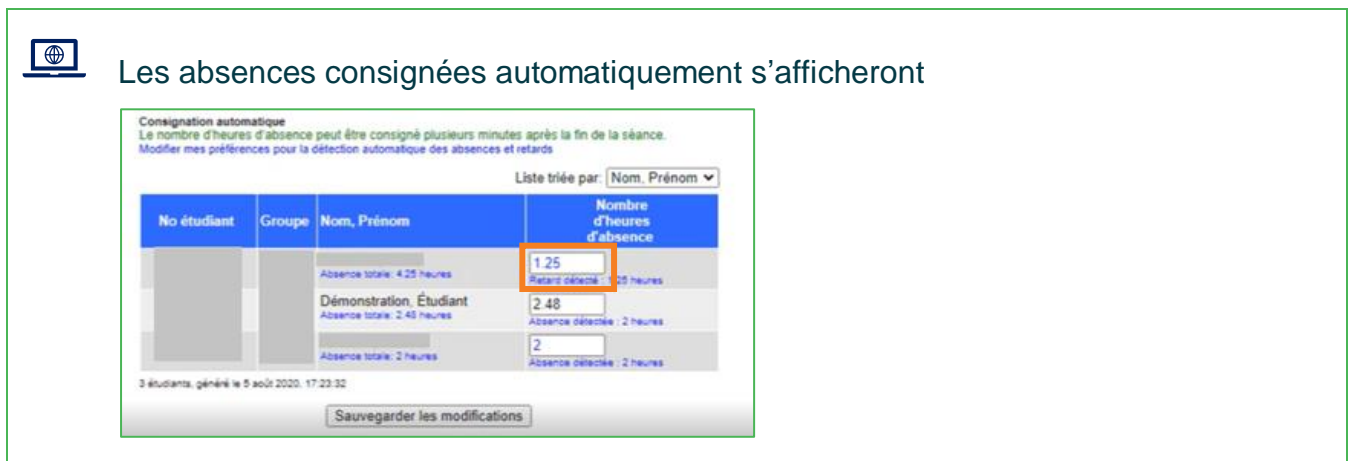 Les absences consignées automatiquement s’afficheront
Consignation automatique
Le nombre d'heures d'absence peut être consigné plusieurs minutes après la fin de la séance.
Modifier mes préférences pour la détection automatique des absences et retards
Liste triée par: Nom, Prénom
No étudiant Groupe Nom, Prénom Nombre d'heures d'absence
1.25
Absence totale: 4.25 heures Retard détecté : 1.25 heures
Démonstration, Étudiant 2.48
Absence totale: 2.48 heures Absence détectée : 2 heures
2
Absence totale: 2 heures Absence détectée : 2 heures
3 étudiants, généré le 5 août 2020, 17:23:32
Sauvegarder les modifications